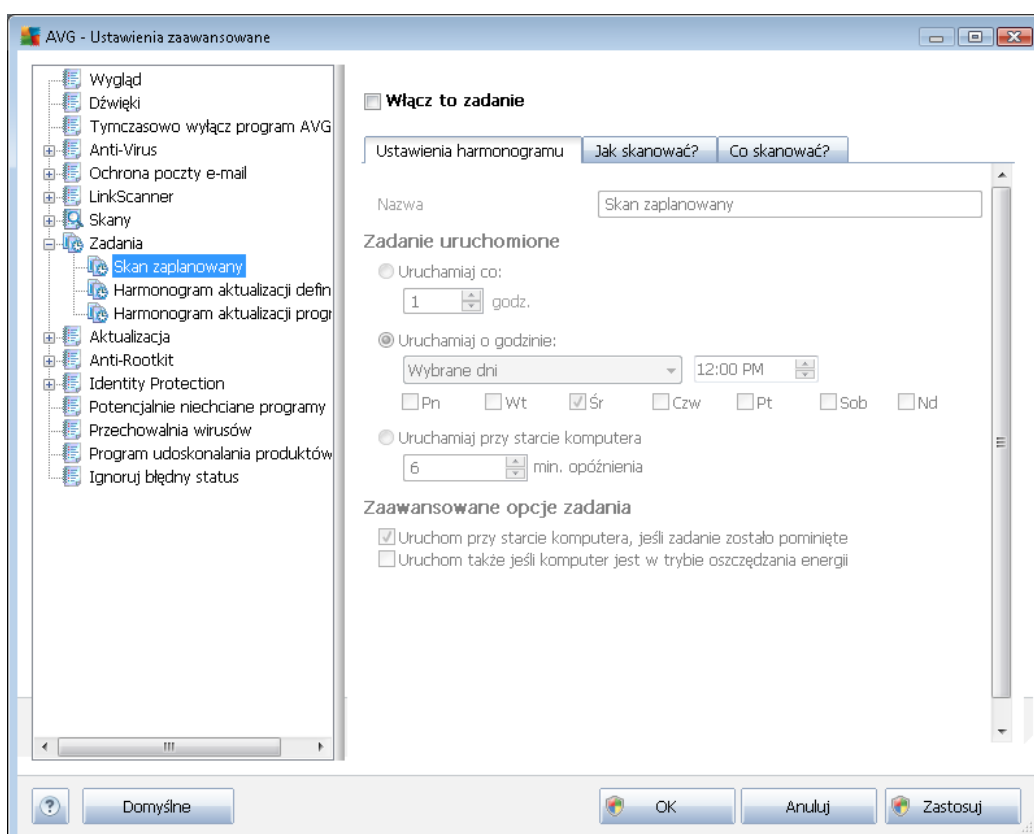 AVG - Ustawienia zaawansowane
Wygląd
Dźwięki
Tymczasowo wyłącz program AVG
Anti-Virus
Ochrona poczty e-mail
LinkScanner
Skany
Zadania
Skan zaplanowany
Harmonogram aktualizacji defin
Harmonogram aktualizacji progr
Aktualizacja
Anti-Rootkit
Identity Protection
Potencjalnie niechciane programy
Przechowalnia wirusów
Program udoskonalania produktów
Ignoruj błędny status
Włącz to zadanie
Ustawienia harmonogramu Jak skanować? Co skanować?
Nazwa Skan zaplanowany
Zadanie uruchomione
Uruchamiaj co:
1 godz.
Uruchamiaj o godzinie:
Wybrane dni 12:00 PM
Pn Wt Śr Czw Pt Sob Nd
Uruchamiaj przy starcie komputera
6 min. opóźnienia
Zaawansowane opcje zadania
Uruchom przy starcie komputera, jeśli zadanie zostało pominięte
Uruchom także jeśli komputer jest w trybie oszczędzania energii
? Domyślne OK Anuluj Zastosuj